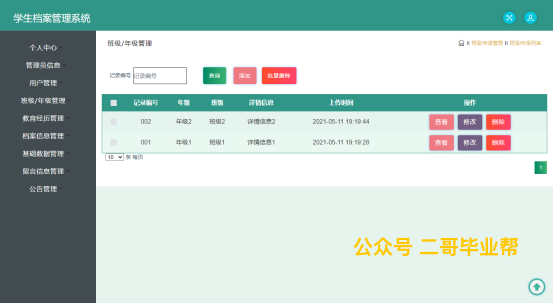 学生档案管理系统
个人中心
管理员信息
用户管理
班级/年级管理
教育经历管理
档案信息管理
基础数据管理
留言信息管理
公告管理
班级/年级管理
班级/年级管理 班级/年级列表
记录编号 记录编号 查询 添加 批量删除
记录编号 年级 班级 详情信息 上传时间 操作
002 年级2 班级2 详情信息2 2021-05-11 19:19:44 查看 修改 删除
001 年级1 班级1 详情信息1 2021-05-11 19:19:28 查看 修改 删除
10 条 每页
1
公众号 二哥毕业帮